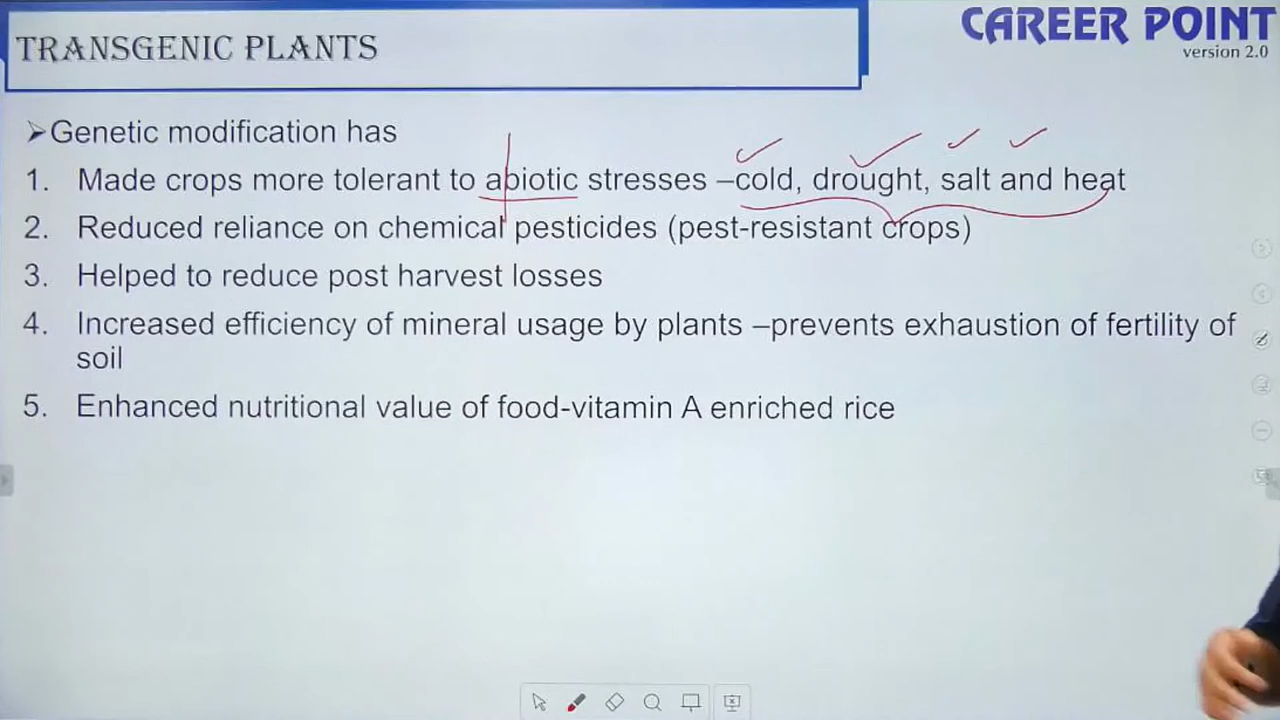 TRANSGENIC PLANTS
CAREER POINT
version 2.0
➤Genetic modification has
1. Made crops more tolerant to abiotic stresses –cold, drought, salt and heat
2. Reduced reliance on chemical pesticides (pest-resistant crops)
3. Helped to reduce post harvest losses
4. Increased efficiency of mineral usage by plants –prevents exhaustion of fertility of
soil
5. Enhanced nutritional value of food-vitamin A enriched rice